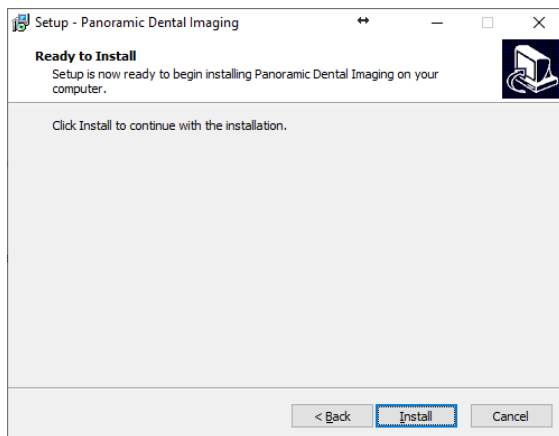 Setup - Panoramic Dental Imaging
Ready to Install
Setup is now ready to begin installing Panoramic Dental Imaging on your
computer.
Click Install to continue with the installation.
< Back
Install
Cancel